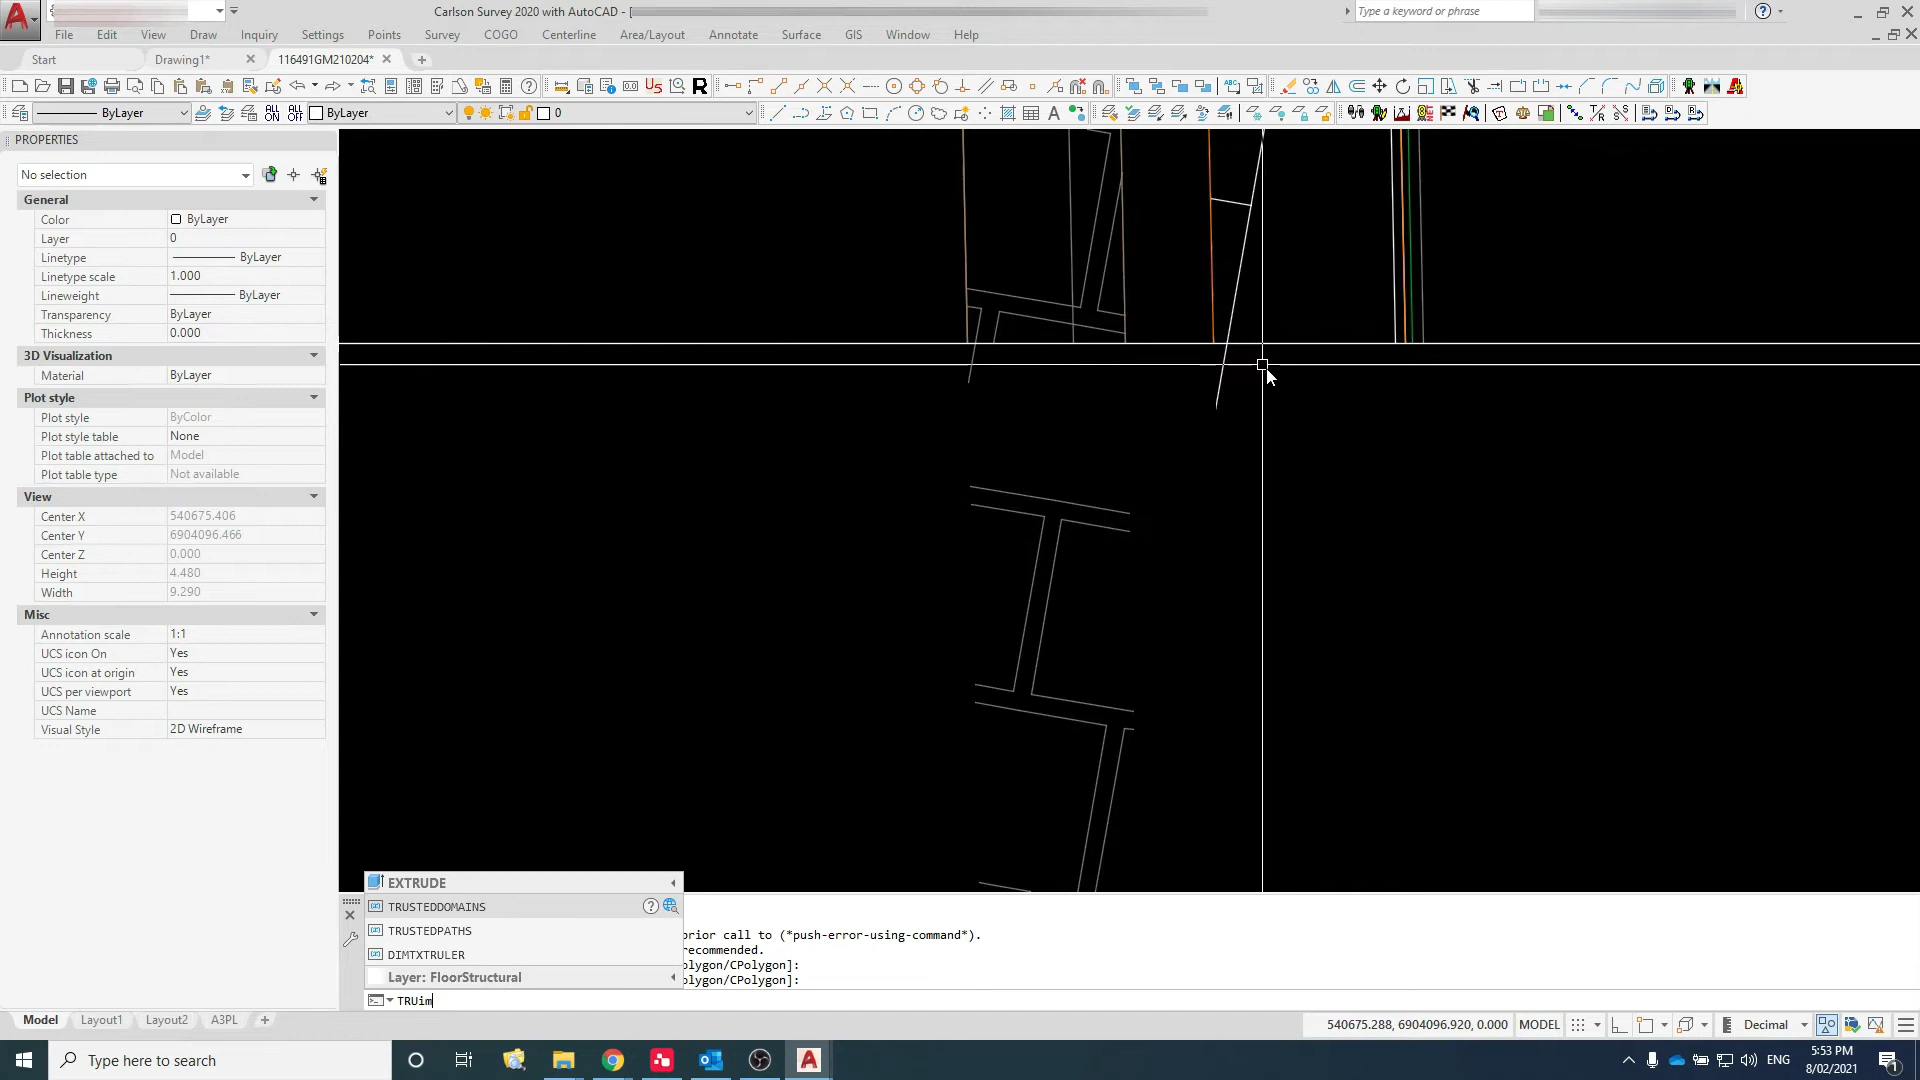 Carlson Survey 2020 with AutoCAD - [
Type a keyword or phrase
File Edit View Draw Inquiry Settings Points Survey COGO Centerline Area/Layout Annotate Surface GIS Window Help
Start Drawing1* 116491GM210204*
ByLayer ALL ON ALL OFF ByLayer 0
PROPERTIES
No selection
General
Color ByLayer
Layer 0
Linetype ByLayer
Linetype scale 1.000
Lineweight ByLayer
Transparency ByLayer
Thickness 0.000
3D Visualization
Material ByLayer
Plot style
Plot style ByColor
Plot style table None
Plot table attached to Model
Plot table type Not available
View
Center X 540675.406
Center Y 6904096.466
Center Z 0.000
Height 4.480
Width 9.290
Misc
Annotation scale 1:1
UCS icon On Yes
UCS icon at origin Yes
UCS per viewport Yes
UCS Name
Visual Style 2D Wireframe
EXTRUDE
TRUSTEDDOMAINS
TRUSTEDPATHS
DIMTXTRULER
Layer: FloorStructural
prior call to (*push-error-using-command*).
recommended.
olygon/CPolygon]:
olygon/CPolygon]:
TRUim
Model Layout1 Layout2 A3PL
540675.288, 6904096.920, 0.000 MODEL Decimal
Type here to search
ENG
5:53 PM
8/02/2021